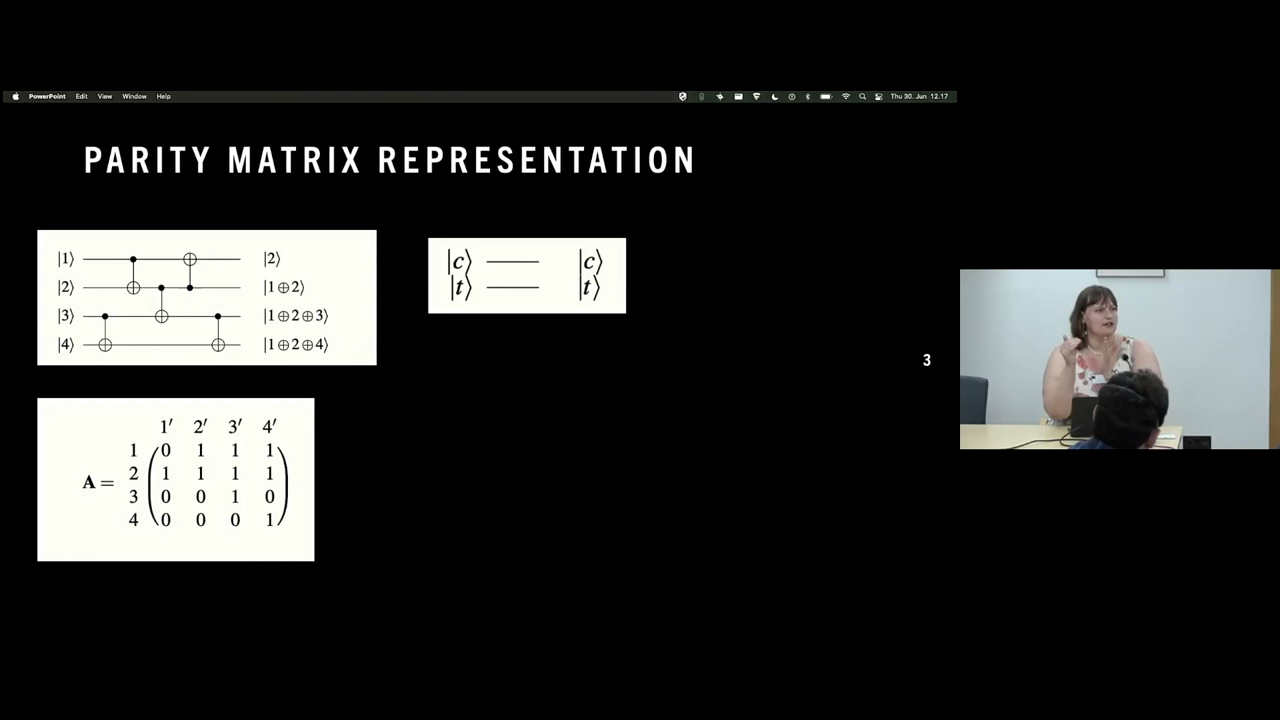 PowerPoint Edit View Window Help Thu 30. Jun 12.17
PARITY MATRIX REPRESENTATION
|1⟩ |2⟩
|2⟩ |1⊕2⟩
|3⟩ |1⊕2⊕3⟩
|4⟩ |1⊕2⊕4⟩
|c⟩ |c⟩
|t⟩ |t⟩
3
1′ 2′ 3′ 4′
1 0 1 1 1
A = 2 1 1 1 1
3 0 0 1 0
4 0 0 0 1